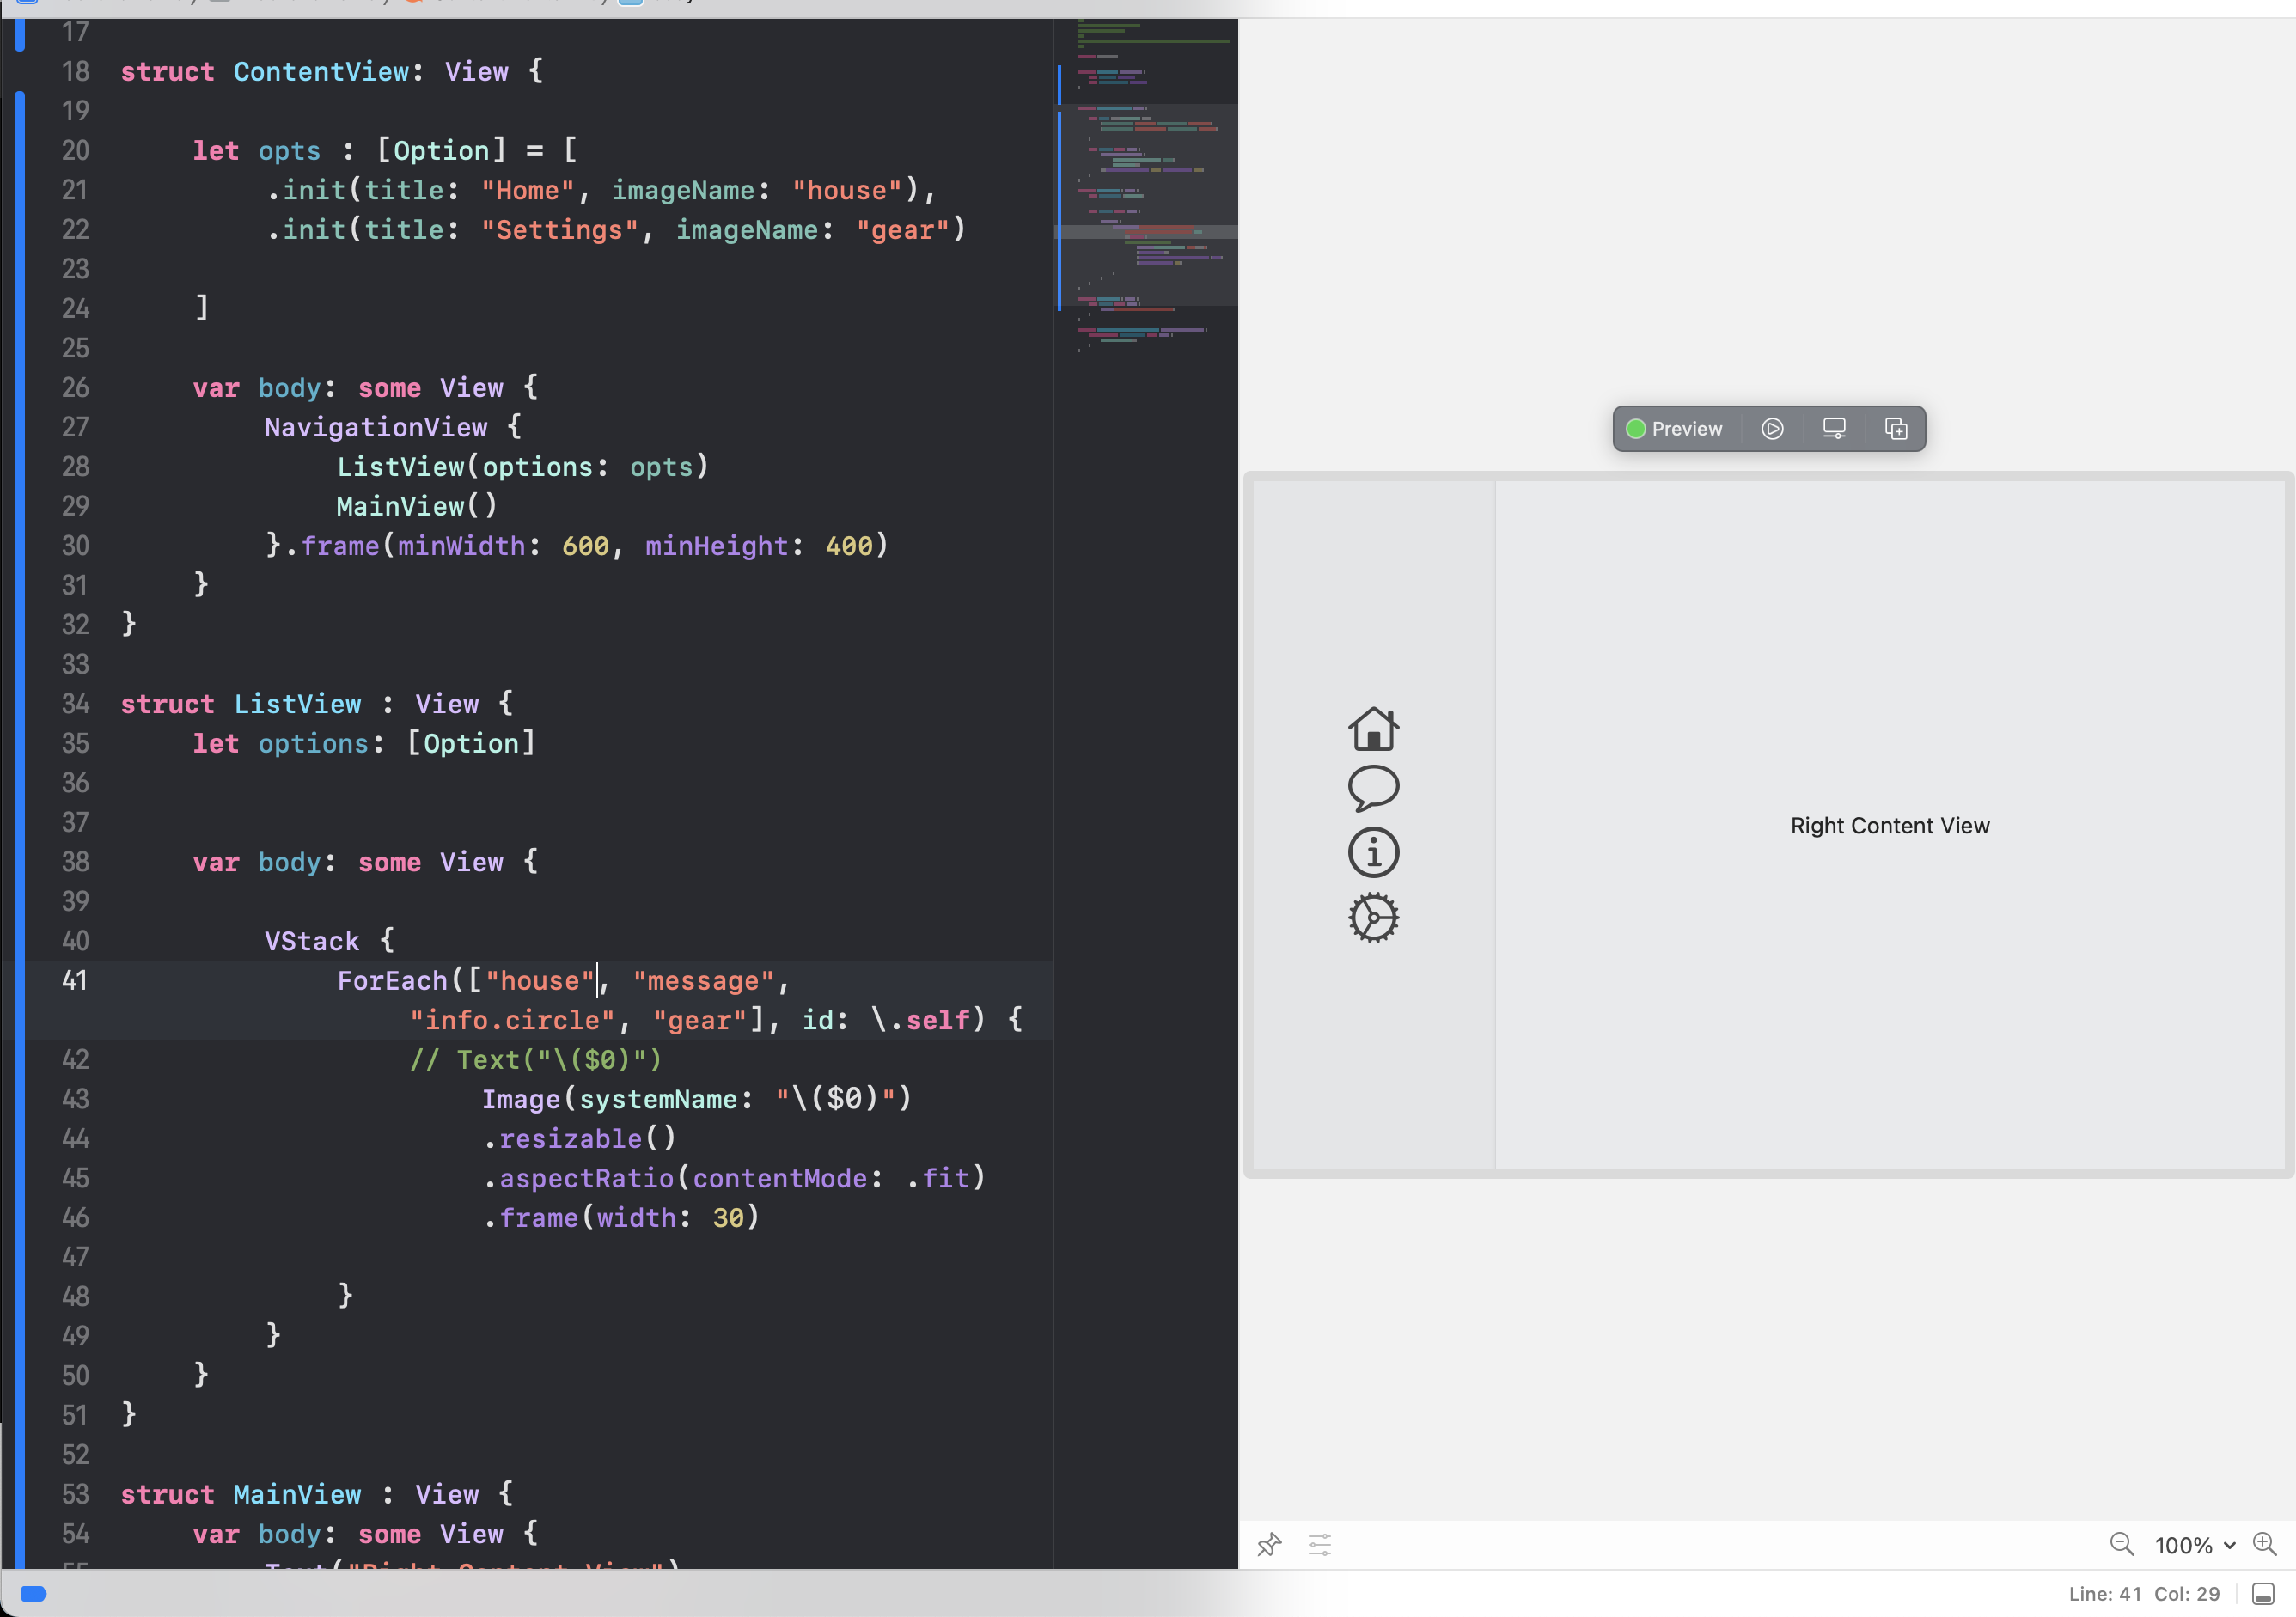 17
18 struct ContentView: View {
19
20 let opts : [Option] = [
21 .init(title: "Home", imageName: "house"),
22 .init(title: "Settings", imageName: "gear")
23
24 ]
25
26 var body: some View {
27 NavigationView {
28 ListView(options: opts)
29 MainView()
30 }.frame(minWidth: 600, minHeight: 400)
31 }
32 }
33
34 struct ListView : View {
35 let options: [Option]
36
37
38 var body: some View {
39
40 VStack {
41 ForEach(["house", "message",
"info.circle", "gear"], id: \.self) {
42 // Text("\($0)")
43 Image(systemName: "\($0)")
44 .resizable()
45 .aspectRatio(contentMode: .fit)
46 .frame(width: 30)
47
48 }
49 }
50 }
51 }
52
53 struct MainView : View {
54 var body: some View {
55 Text("Right Content View")
Preview
Right Content View
100%
Line: 41 Col: 29